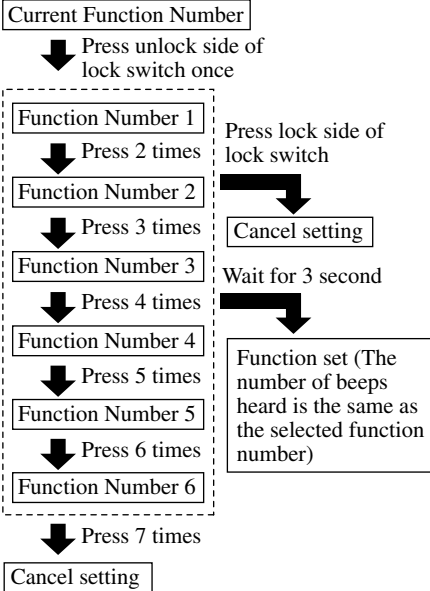 Current Function Number
Press unlock side of
lock switch once
Function Number 1
Press 2 times
Function Number 2
Press lock side of
lock switch
Cancel setting
Press 3 times
Function Number 3
Wait for 3 second
Press 4 times
Function Number 4
Function set (The
number of beeps
heard is the same as
the selected function
number)
Press 5 times
Function Number 5
Press 6 times
Function Number 6
Press 7 times
Cancel setting